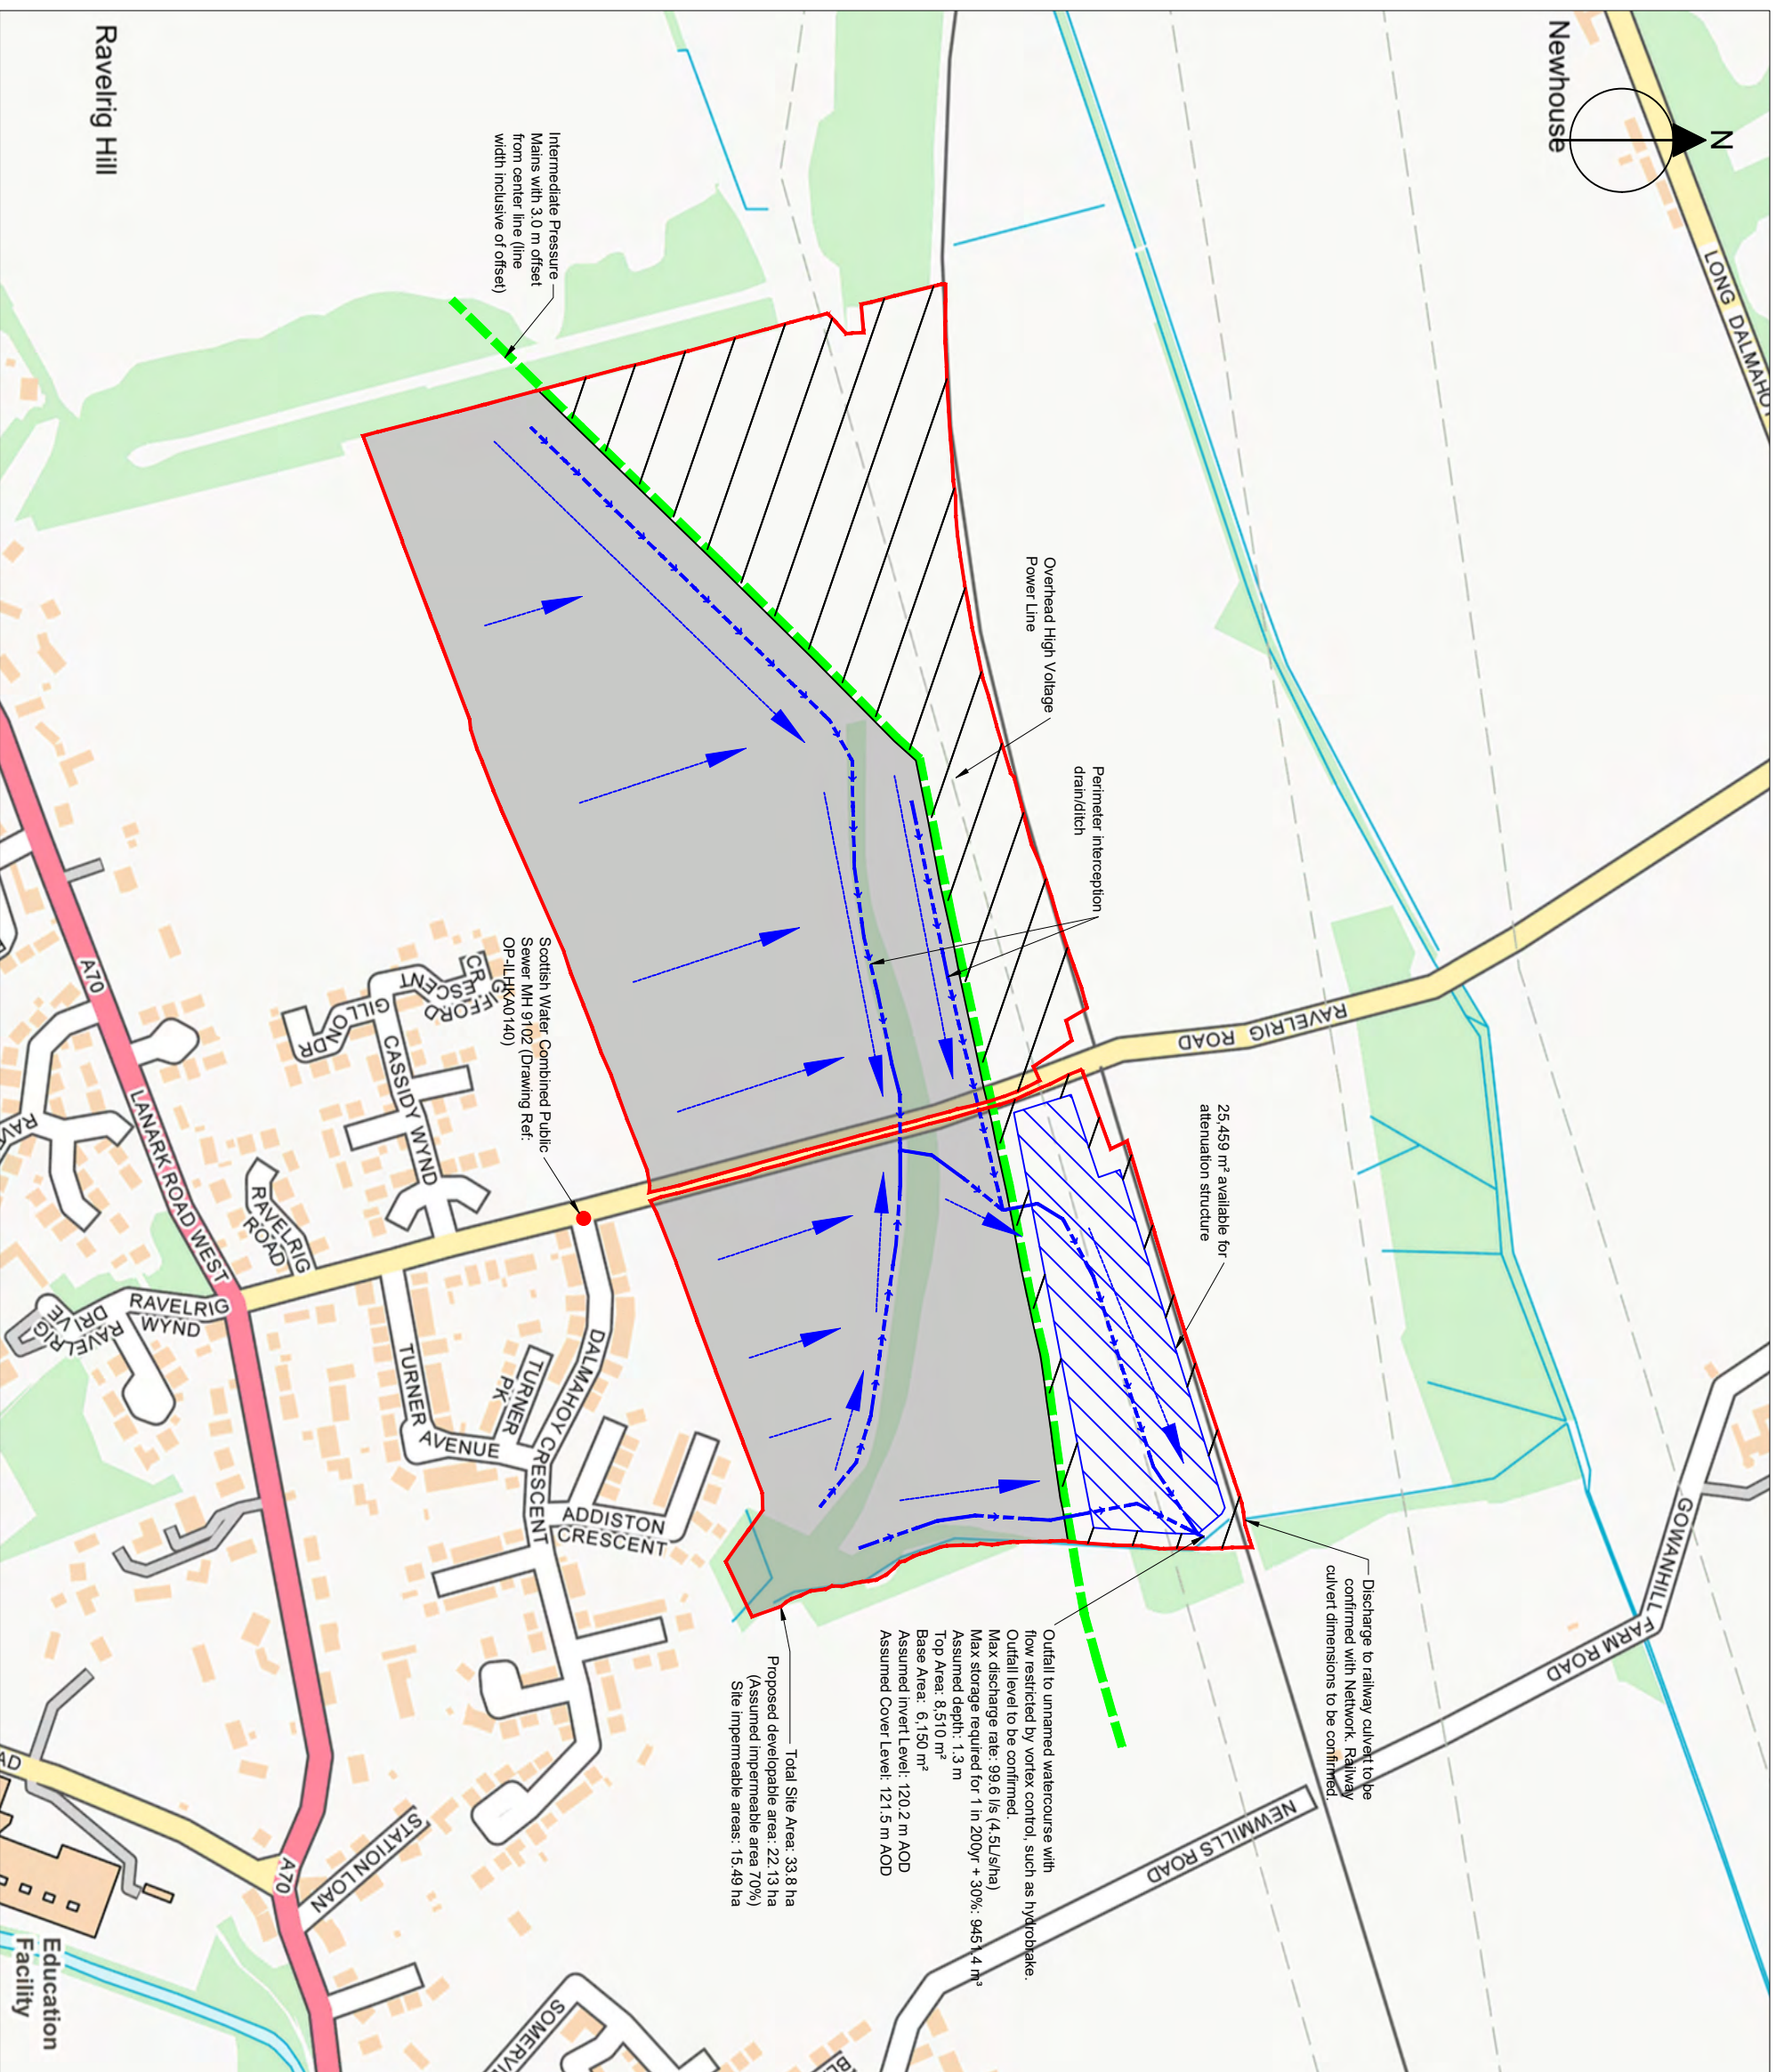 Newhouse
N
LONG DALMAHOY
Ravelrig Hill
Intermediate Pressure
Mains with 3.0 m offset
from center line (line
width inclusive of offset)
Overhead High Voltage
Power Line
Perimeter interception
drain/ditch
RAVELRIG ROAD
25,459 m² available for
attenuation structure
GOWANHILL FARM ROAD
Discharge to railway culvert to be
confirmed with Nettwork. Railway
culvert dimensions to be confirmed.
NEWMILLS ROAD
Outfall to unnamed watercourse with
flow restricted by vortex control, such as hydrobrake.
Outfall level to be confirmed.
Max discharge rate: 99.6 l/s (4.5L/s/ha)
Max storage required for 1 in 200yr + 30%: 9451.4 m³
Assumed depth: 1.3 m
Top Area: 8,510 m²
Base Area: 6,150 m²
Assumed invert Level: 120.2 m AOD
Assumed Cover Level: 121.5 m AOD
Total Site Area: 33.8 ha
Proposed developable area: 22.13 ha
(Assumed impermeable area 70%)
Site impermeable areas: 15.49 ha
Scottish Water Combined Public
Sewer MH 9102 (Drawing Ref:
OP-ILHKA0140)
GIFFORD
CRESCENT
GILLON DR
CASSIDY WYND
A70
LANARK ROAD WEST
RAVELRIG
ROAD
RAVELRIG
WYND
RAVELRIG
DRIVE
RAV
TURNER AVENUE
TURNER
PK
DALMAHOY CRESCENT
ADDISTON
CRESCENT
STATION LOAN
A70
AD
SOMERVI
Education
Facility